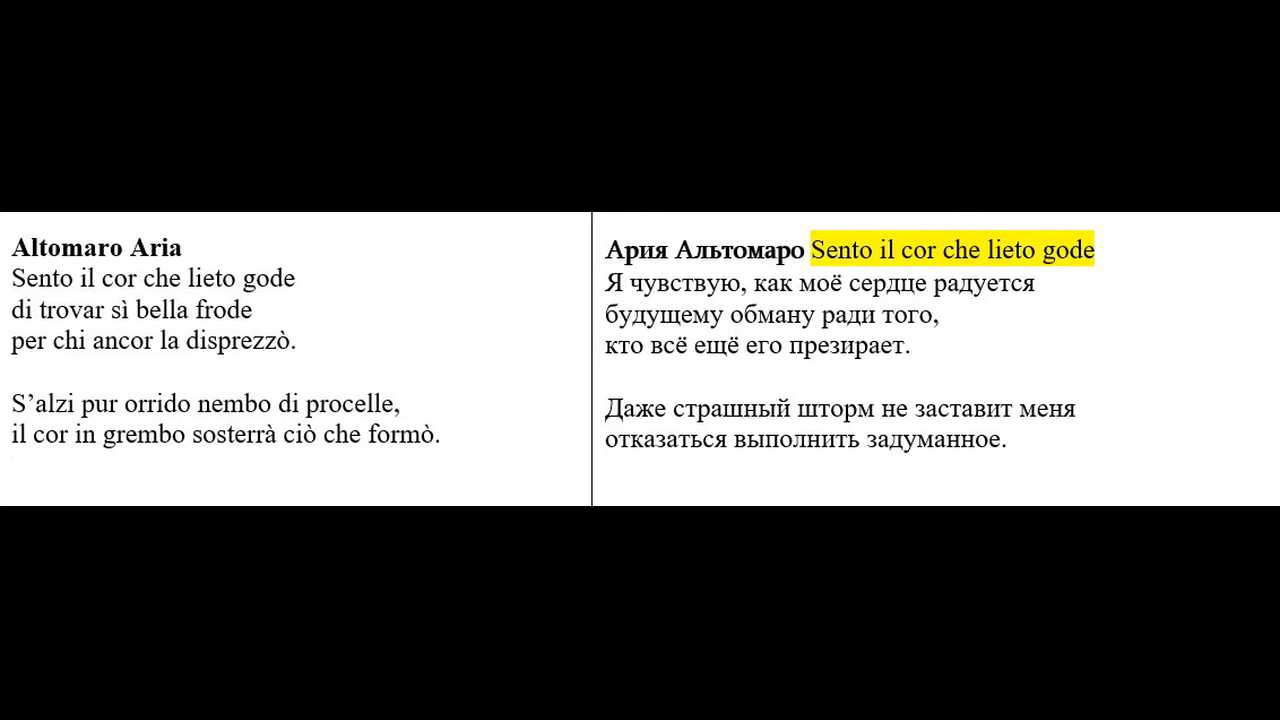 Altomaro Aria
Sento il cor che lieto gode
di trovar sì bella frode
per chi ancor la disprezzò.
S’alzi pur orrido nembo di procelle,
il cor in grembo sosterrà ciò che formò.
Ария Альтомаро Sento il cor che lieto gode
Я чувствую, как моё сердце радуется
будущему обману ради того,
кто всё ещё его презирает.
Даже страшный шторм не заставит меня
отказаться выполнить задуманное.